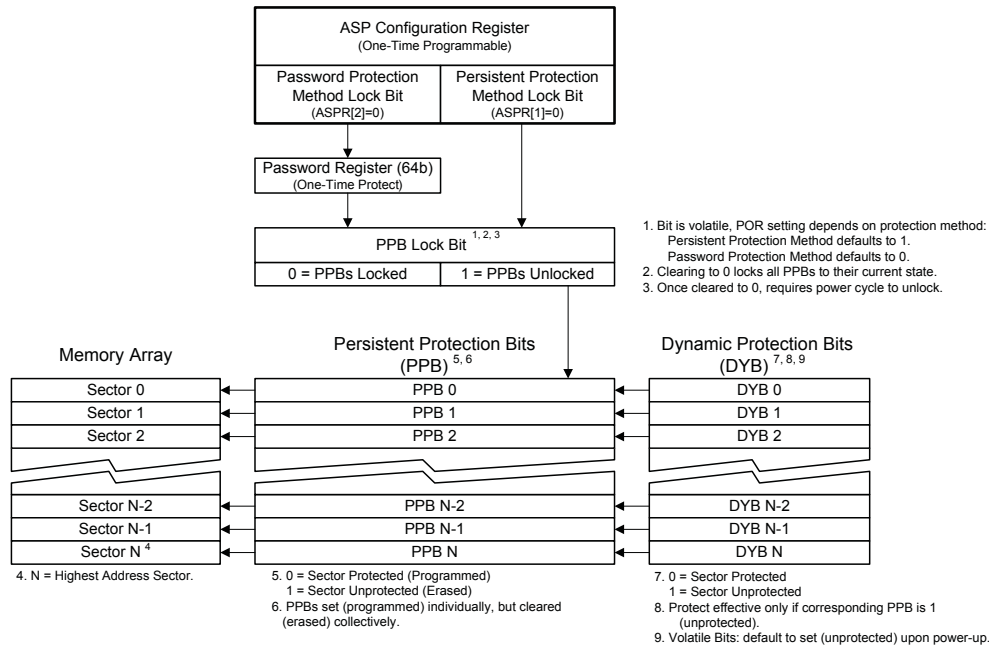 ASP Configuration Register
(One-Time Programmable)
Password Protection
Method Lock Bit
(ASPR[2]=0)
Persistent Protection
Method Lock Bit
(ASPR[1]=0)
Password Register (64b)
(One-Time Protect)
PPB Lock Bit 1, 2, 3
0 = PPBs Locked
1 = PPBs Unlocked
1. Bit is volatile, POR setting depends on protection method:
Persistent Protection Method defaults to 1.
Password Protection Method defaults to 0.
2. Clearing to 0 locks all PPBs to their current state.
3. Once cleared to 0, requires power cycle to unlock.
Memory Array
Sector 0
Sector 1
Sector 2
Sector N-2
Sector N-1
Sector N 4
4. N = Highest Address Sector.
Persistent Protection Bits
(PPB) 5, 6
PPB 0
PPB 1
PPB 2
PPB N-2
PPB N-1
PPB N
5. 0 = Sector Protected (Programmed)
1 = Sector Unprotected (Erased)
6. PPBs set (programmed) individually, but cleared
(erased) collectively.
Dynamic Protection Bits
(DYB) 7, 8, 9
DYB 0
DYB 1
DYB 2
DYB N-2
DYB N-1
DYB N
7. 0 = Sector Protected
1 = Sector Unprotected
8. Protect effective only if corresponding PPB is 1
(unprotected).
9. Volatile Bits: default to set (unprotected) upon power-up.